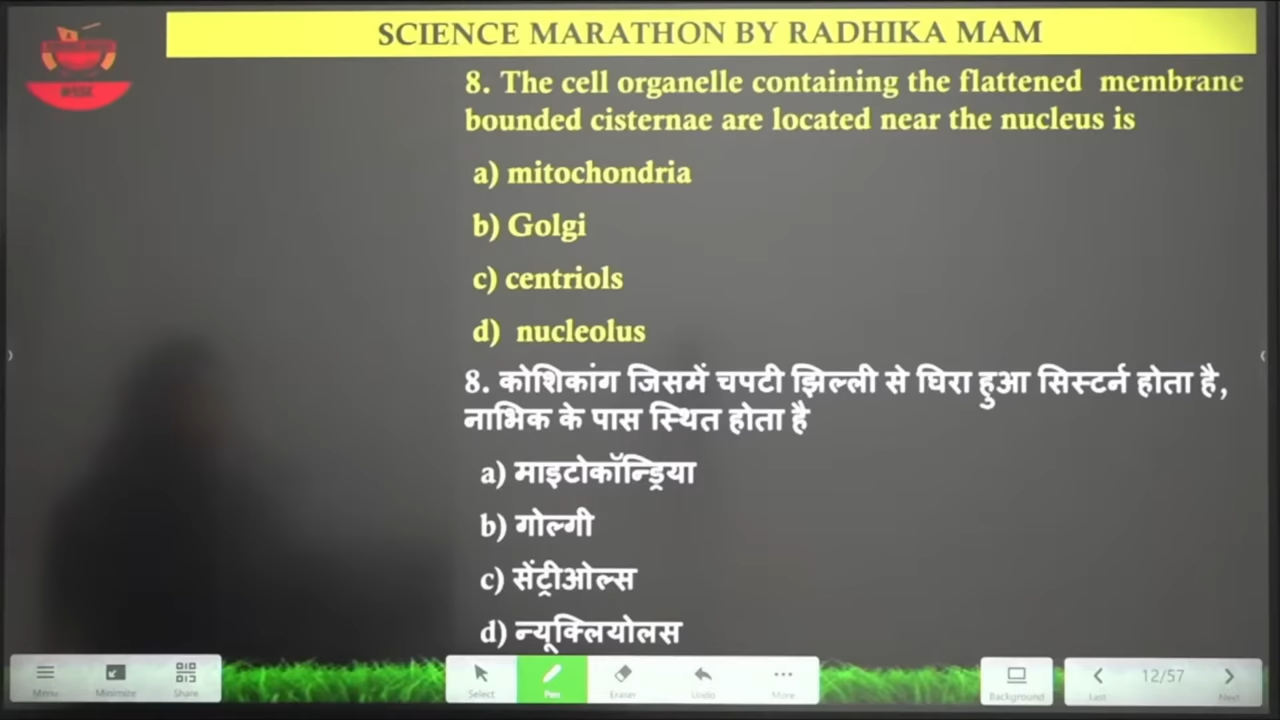 SCIENCE MARATHON BY RADHIKA MAM
8. The cell organelle containing the flattened membrane
bounded cisternae are located near the nucleus is
a) mitochondria
b) Golgi
c) centriols
d) nucleolus
8. कोशिकांग जिसमें चपटी झिल्ली से घिरा हुआ सिस्टर्न होता है,
नाभिक के पास स्थित होता है
a) माइटोकॉन्ड्रिया
b) गोल्गी
c) सेंट्रीओल्स
d) न्यूक्लियोलस
Menu Minimize Share Select Pen Eraser Undo More Background Last 12/57 Next